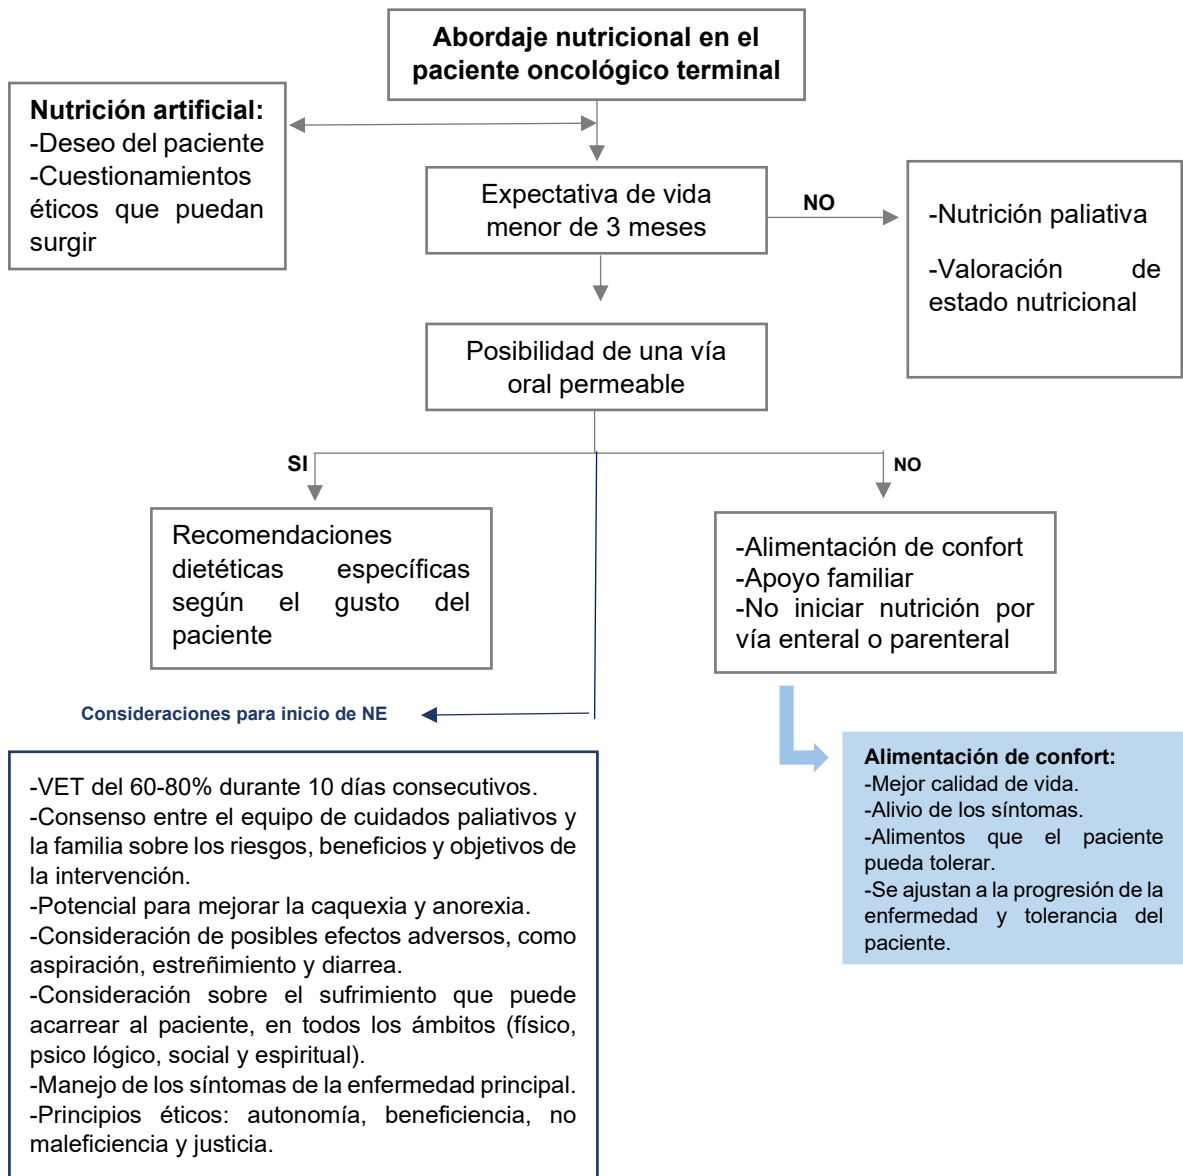 Abordaje nutricional en el
paciente oncológico terminal
Nutrición artificial:
-Deseo del paciente
-Cuestionamientos
éticos que puedan
surgir
Expectativa de vida
menor de 3 meses
NO
-Nutrición paliativa
-Valoración de
estado nutricional
Posibilidad de una vía
oral permeable
SI
NO
Recomendaciones
dietéticas específicas
según el gusto del
paciente
-Alimentación de confort
-Apoyo familiar
-No iniciar nutrición por
vía enteral o parenteral
Consideraciones para inicio de NE
-VET del 60-80% durante 10 días consecutivos.
-Consenso entre el equipo de cuidados paliativos y
la familia sobre los riesgos, beneficios y objetivos de
la intervención.
-Potencial para mejorar la caquexia y anorexia.
-Consideración de posibles efectos adversos, como
aspiración, estreñimiento y diarrea.
-Consideración sobre el sufrimiento que puede
acarrear al paciente, en todos los ámbitos (físico,
psico lógico, social y espiritual).
-Manejo de los síntomas de la enfermedad principal.
-Principios éticos: autonomía, beneficiencia, no
maleficiencia y justicia.
Alimentación de confort:
-Mejor calidad de vida.
-Alivio de los síntomas.
-Alimentos que el paciente
pueda tolerar.
-Se ajustan a la progresión de la
enfermedad y tolerancia del
paciente.